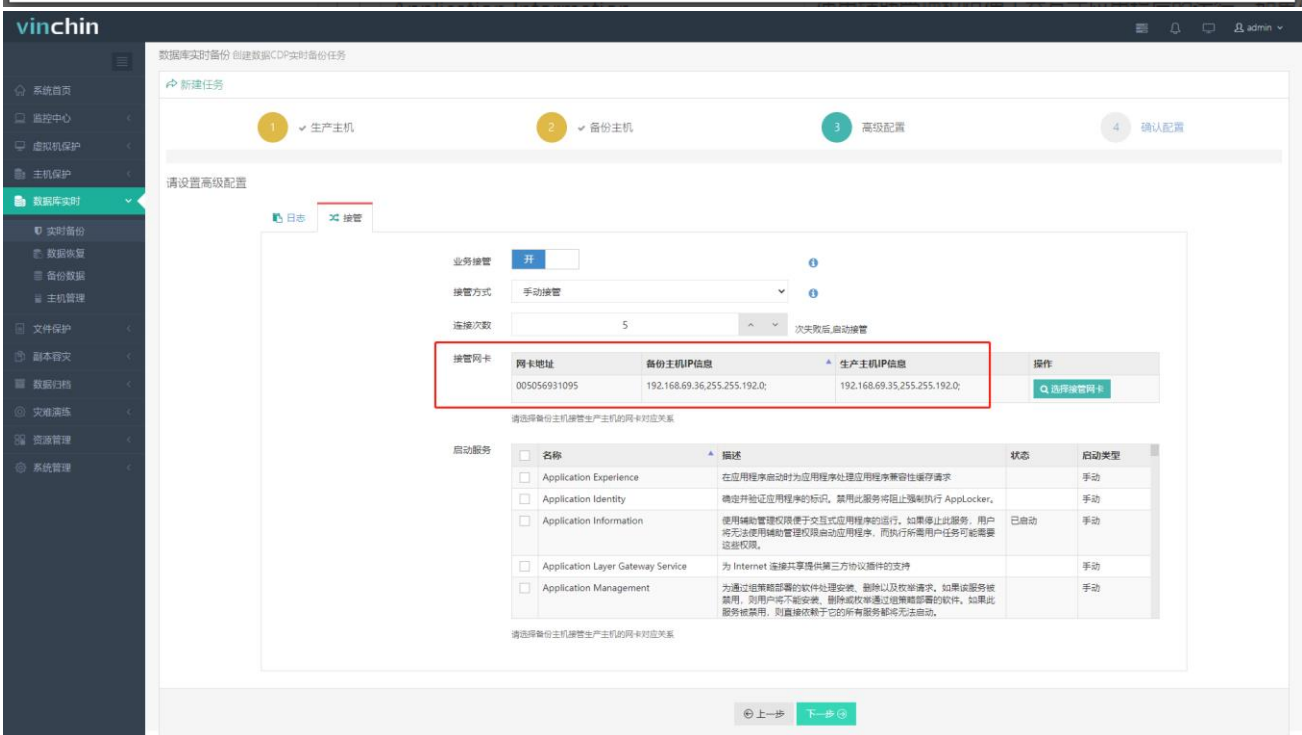 vinchin
admin
数据库实时备份 创建数据CDP实时备份任务
新建任务
系统首页
监控中心
虚拟机保护
主机保护
数据库实时
实时备份
数据恢复
备份数据
主机管理
文件保护
副本容灾
数据归档
灾难演练
资源管理
系统管理
1 生产主机
2 备份主机
3 高级配置
4 确认配置
请设置高级配置
日志 接管
业务接管 开
接管方式 手动接管
连接次数 5 次失败后,启动接管
接管网卡
网卡地址 备份主机IP信息 生产主机IP信息 操作
005056931095 192.168.69.36,255.255.192.0; 192.168.69.35,255.255.192.0; 选择接管网卡
请选择备份主机接管生产主机的网卡对应关系
启动服务
名称 描述 状态 启动类型
Application Experience 在应用程序启动时为应用程序处理应用程序兼容性缓存请求 手动
Application Identity 确定并验证应用程序的标识。禁用此服务将阻止强制执行 AppLocker。 手动
Application Information 使用辅助管理权限便于交互式应用程序的运行。如果停止此服务，用户 已启动 手动
将无法使用辅助管理权限启动应用程序，而执行所需用户任务可能需要
这些权限。
Application Layer Gateway Service 为 Internet 连接共享提供第三方协议插件的支持 手动
Application Management 为通过组策略部署的软件处理安装、删除以及枚举请求。如果该服务被 手动
禁用，则用户将不能安装、删除或枚举通过组策略部署的软件。如果此
服务被禁用，则直接依赖于它的所有服务都将无法启动。
请选择备份主机接管生产主机的网卡对应关系
上一步 下一步